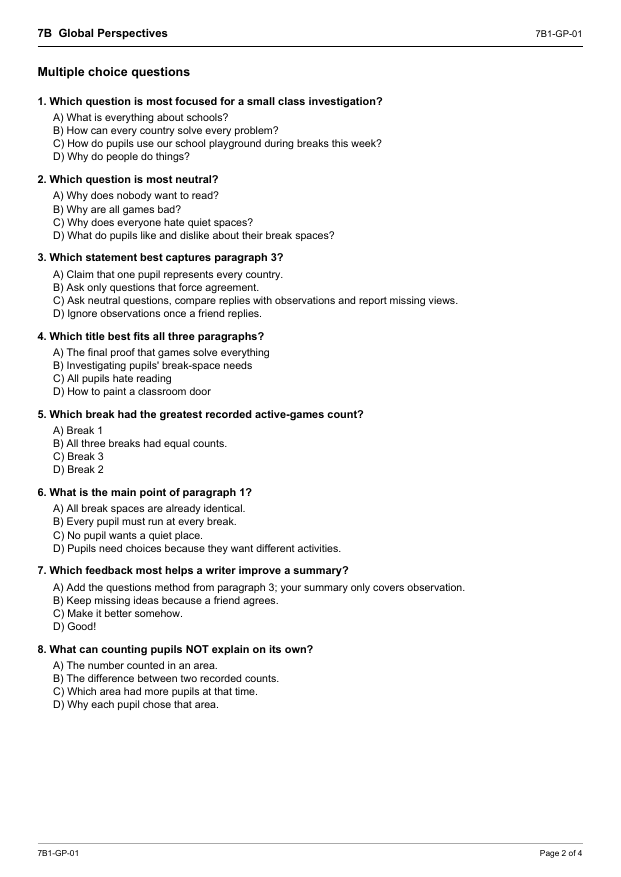 7B Global Perspectives
7B1-GP-01
Multiple choice questions
1. Which question is most focused for a small class investigation?
A) What is everything about schools?
B) How can every country solve every problem?
C) How do pupils use our school playground during breaks this week?
D) Why do people do things?
2. Which question is most neutral?
A) Why does nobody want to read?
B) Why are all games bad?
C) Why does everyone hate quiet spaces?
D) What do pupils like and dislike about their break spaces?
3. Which statement best captures paragraph 3?
A) Claim that one pupil represents every country.
B) Ask only questions that force agreement.
C) Ask neutral questions, compare replies with observations and report missing views.
D) Ignore observations once a friend replies.
4. Which title best fits all three paragraphs?
A) The final proof that games solve everything
B) Investigating pupils' break-space needs
C) All pupils hate reading
D) How to paint a classroom door
5. Which break had the greatest recorded active-games count?
A) Break 1
B) All three breaks had equal counts.
C) Break 3
D) Break 2
6. What is the main point of paragraph 1?
A) All break spaces are already identical.
B) Every pupil must run at every break.
C) No pupil wants a quiet place.
D) Pupils need choices because they want different activities.
7. Which feedback most helps a writer improve a summary?
A) Add the questions method from paragraph 3; your summary only covers observation.
B) Keep missing ideas because a friend agrees.
C) Make it better somehow.
D) Good!
8. What can counting pupils NOT explain on its own?
A) The number counted in an area.
B) The difference between two recorded counts.
C) Which area had more pupils at that time.
D) Why each pupil chose that area.
7B1-GP-01
Page 2 of 4